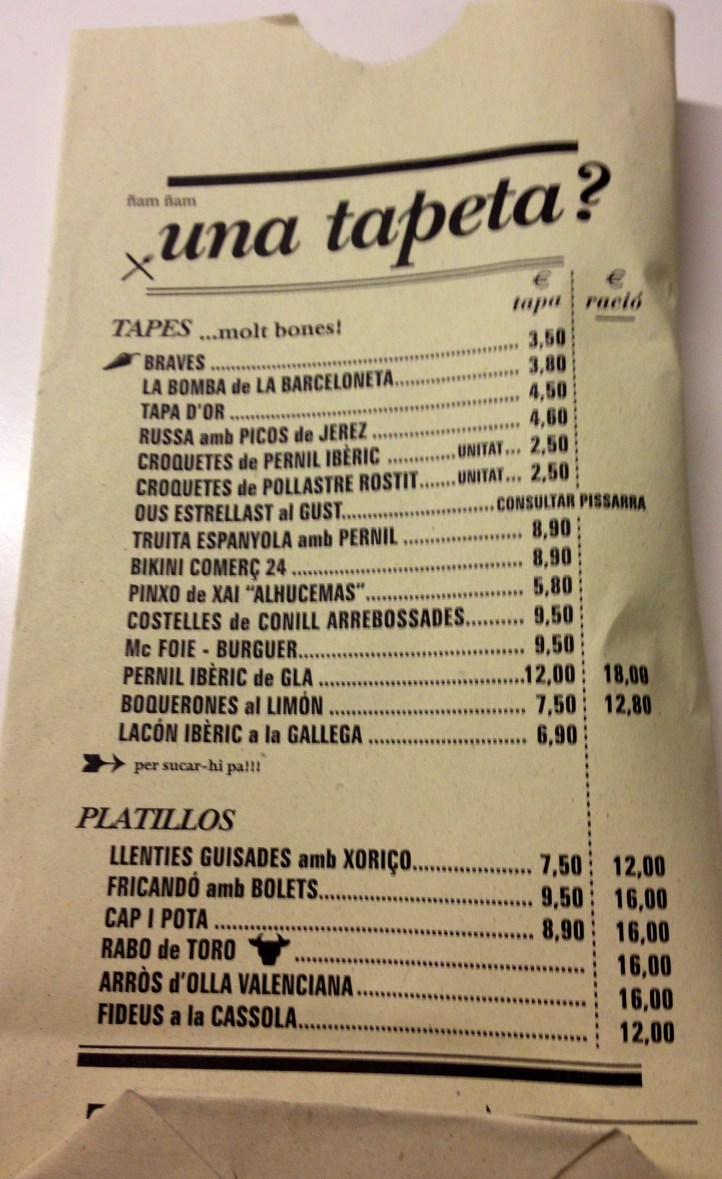 ñam ñam
una tapeta?
€ €
tapa ració
TAPES ...molt bones!
BRAVES ..... 3,50
LA BOMBA de LA BARCELONETA..... 3,80
TAPA D'OR ..... 4,50
RUSSA amb PICOS de JEREZ ..... 4,60
CROQUETES de PERNIL IBÈRIC ..... UNITAT... 2,50
CROQUETES de POLLASTRE ROSTIT..... UNITAT... 2,50
OUS ESTRELLAST al GUST..... CONSULTAR PISSARRA
TRUITA ESPANYOLA amb PERNIL ..... 8,90
BIKINI COMERÇ 24 ..... 8,90
PINXO de XAI "ALHUCEMAS"..... 5,80
COSTELLES de CONILL ARREBOSSADES..... 9,50
Mc FOIE - BURGUER..... 9,50
PERNIL IBÈRIC de GLA ..... 12,00 18,00
BOQUERONES al LIMÓN ..... 7,50 12,80
LACÓN IBÈRIC a la GALLEGA ..... 6,90
per sucar-hi pa!!!
PLATILLOS
LLENTIES GUISADES amb XORIÇO..... 7,50 12,00
FRICANDÓ amb BOLETS..... 9,50 16,00
CAP I POTA ..... 8,90 16,00
RABO de TORO ..... 16,00
ARRÒS d'OLLA VALENCIANA ..... 16,00
FIDEUS a la CASSOLA..... 12,00